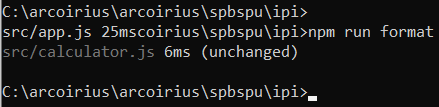 C:\arcoirius\arcoirius\spbspu\ipi>
src/app.js 25mscoirius\spbspu\ipi>npm run format
src/calculator.js 6ms (unchanged)
C:\arcoirius\arcoirius\spbspu\ipi>